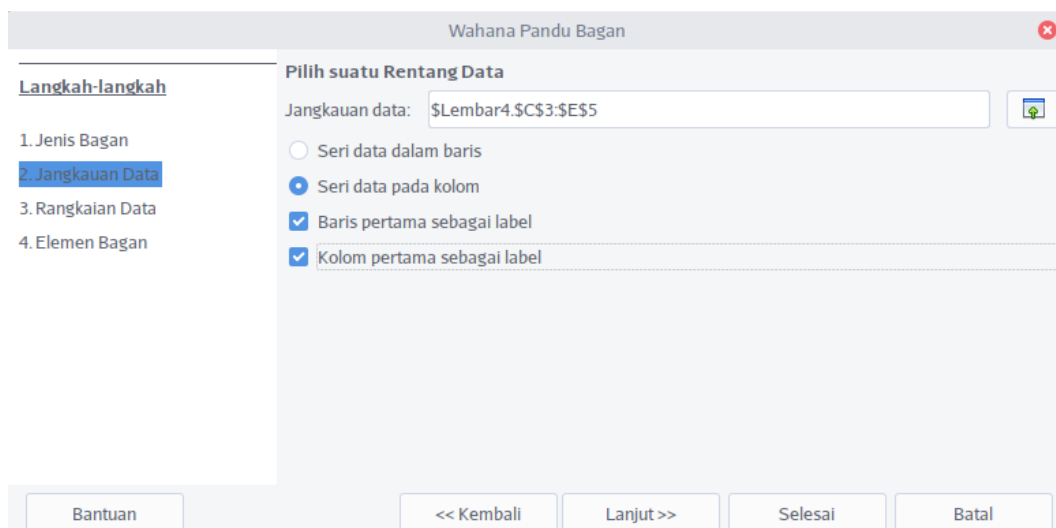 Wahana Pandu Bagan
Langkah-langkah
1. Jenis Bagan
2. Jangkauan Data
3. Rangkaian Data
4. Elemen Bagan
Pilih suatu Rentang Data
Jangkauan data: $Lembar4.$C$3:$E$5
Seri data dalam baris
Seri data pada kolom
Baris pertama sebagai label
Kolom pertama sebagai label
Bantuan << Kembali Lanjut >> Selesai Batal